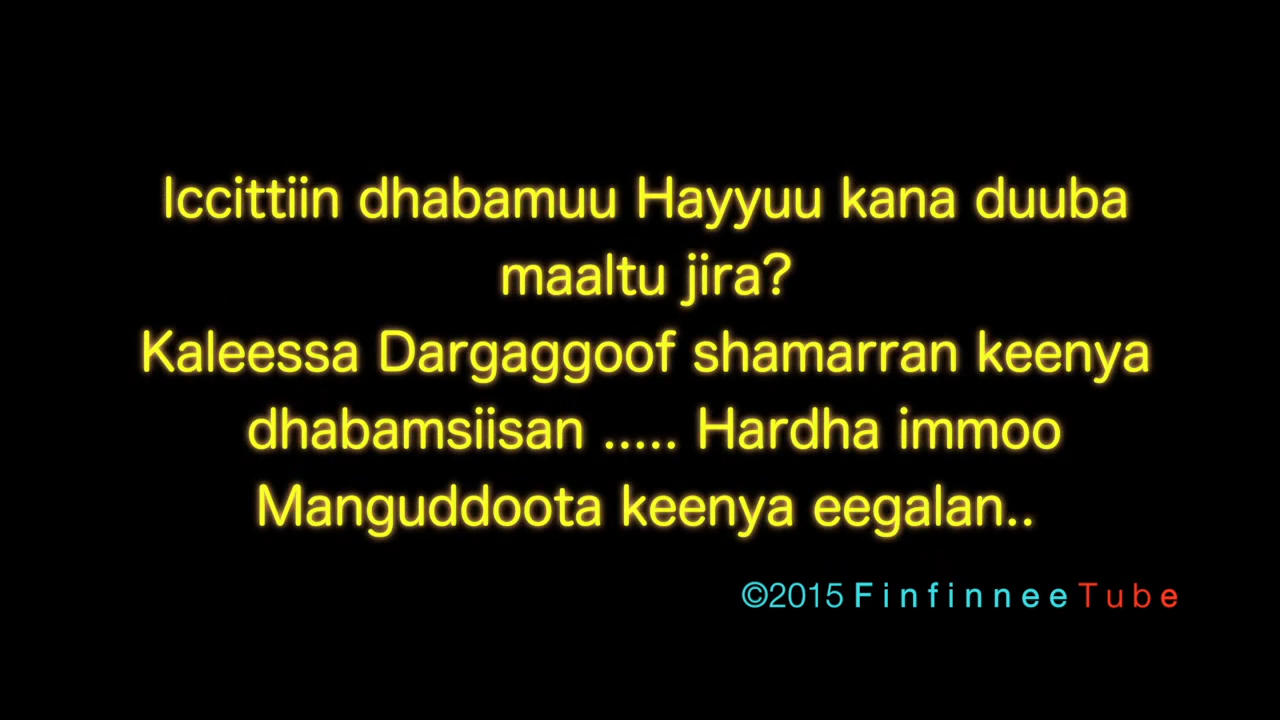 Iccittiin dhabamuu Hayyuu kana duuba
maaltu jira?
Kaleessa Dargaggoof shamarran keenya
dhabamsiisan ..... Hardha immoo
Manguddoota keenya eegalan..
©2015 FinfinneeTube